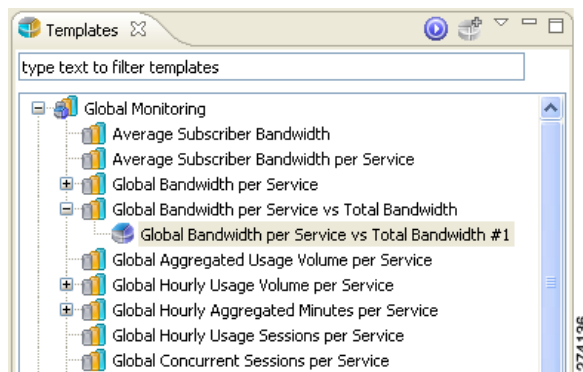 Templates
type text to filter templates
Global Monitoring
Average Subscriber Bandwidth
Average Subscriber Bandwidth per Service
Global Bandwidth per Service
Global Bandwidth per Service vs Total Bandwidth
Global Bandwidth per Service vs Total Bandwidth #1
Global Aggregated Usage Volume per Service
Global Hourly Usage Volume per Service
Global Hourly Aggregated Minutes per Service
Global Hourly Usage Sessions per Service
Global Concurrent Sessions per Service
274136